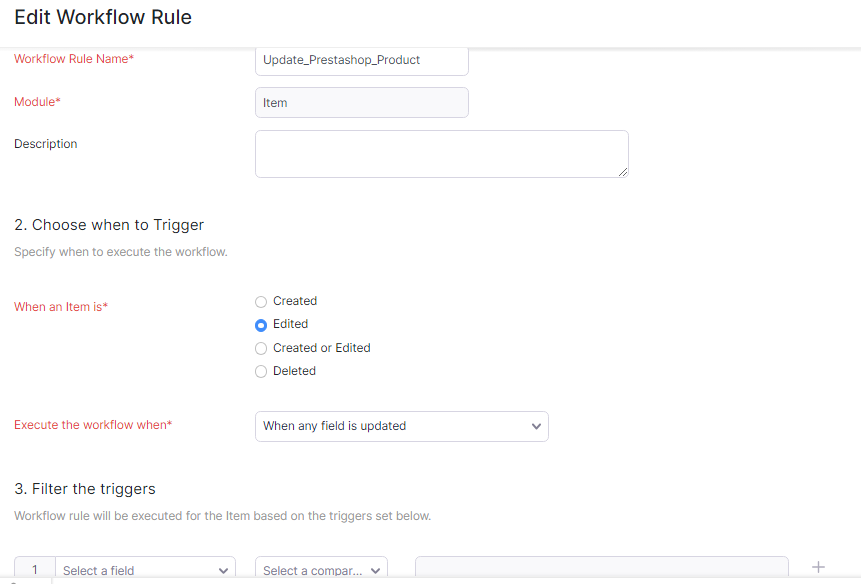 Edit Workflow Rule
Workflow Rule Name*
Update_Prestashop_Product
Module*
Item
Description
2. Choose when to Trigger
Specify when to execute the workflow.
When an Item is*
Created
Edited
Created or Edited
Deleted
Execute the workflow when*
When any field is updated
3. Filter the triggers
Workflow rule will be executed for the Item based on the triggers set below.
1
Select a field
Select a compar...